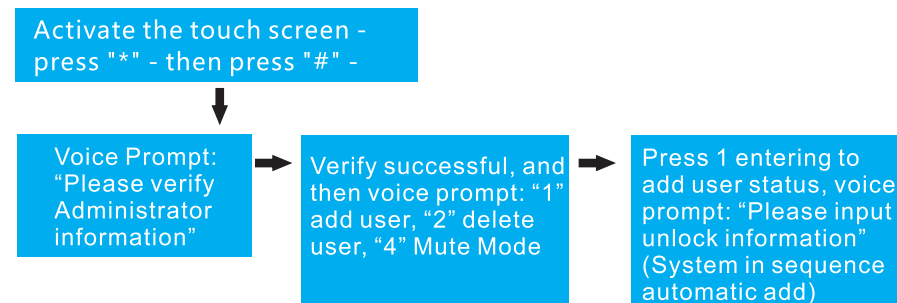 Activate the touch screen -
press "*" - then press "#" -
Voice Prompt:
“Please verify
Administrator
information”
Verify successful, and
then voice prompt: “1”
add user, “2” delete
user, “4” Mute Mode
Press 1 entering to
add user status, voice
prompt: “Please input
unlock information”
(System in sequence
automatic add)